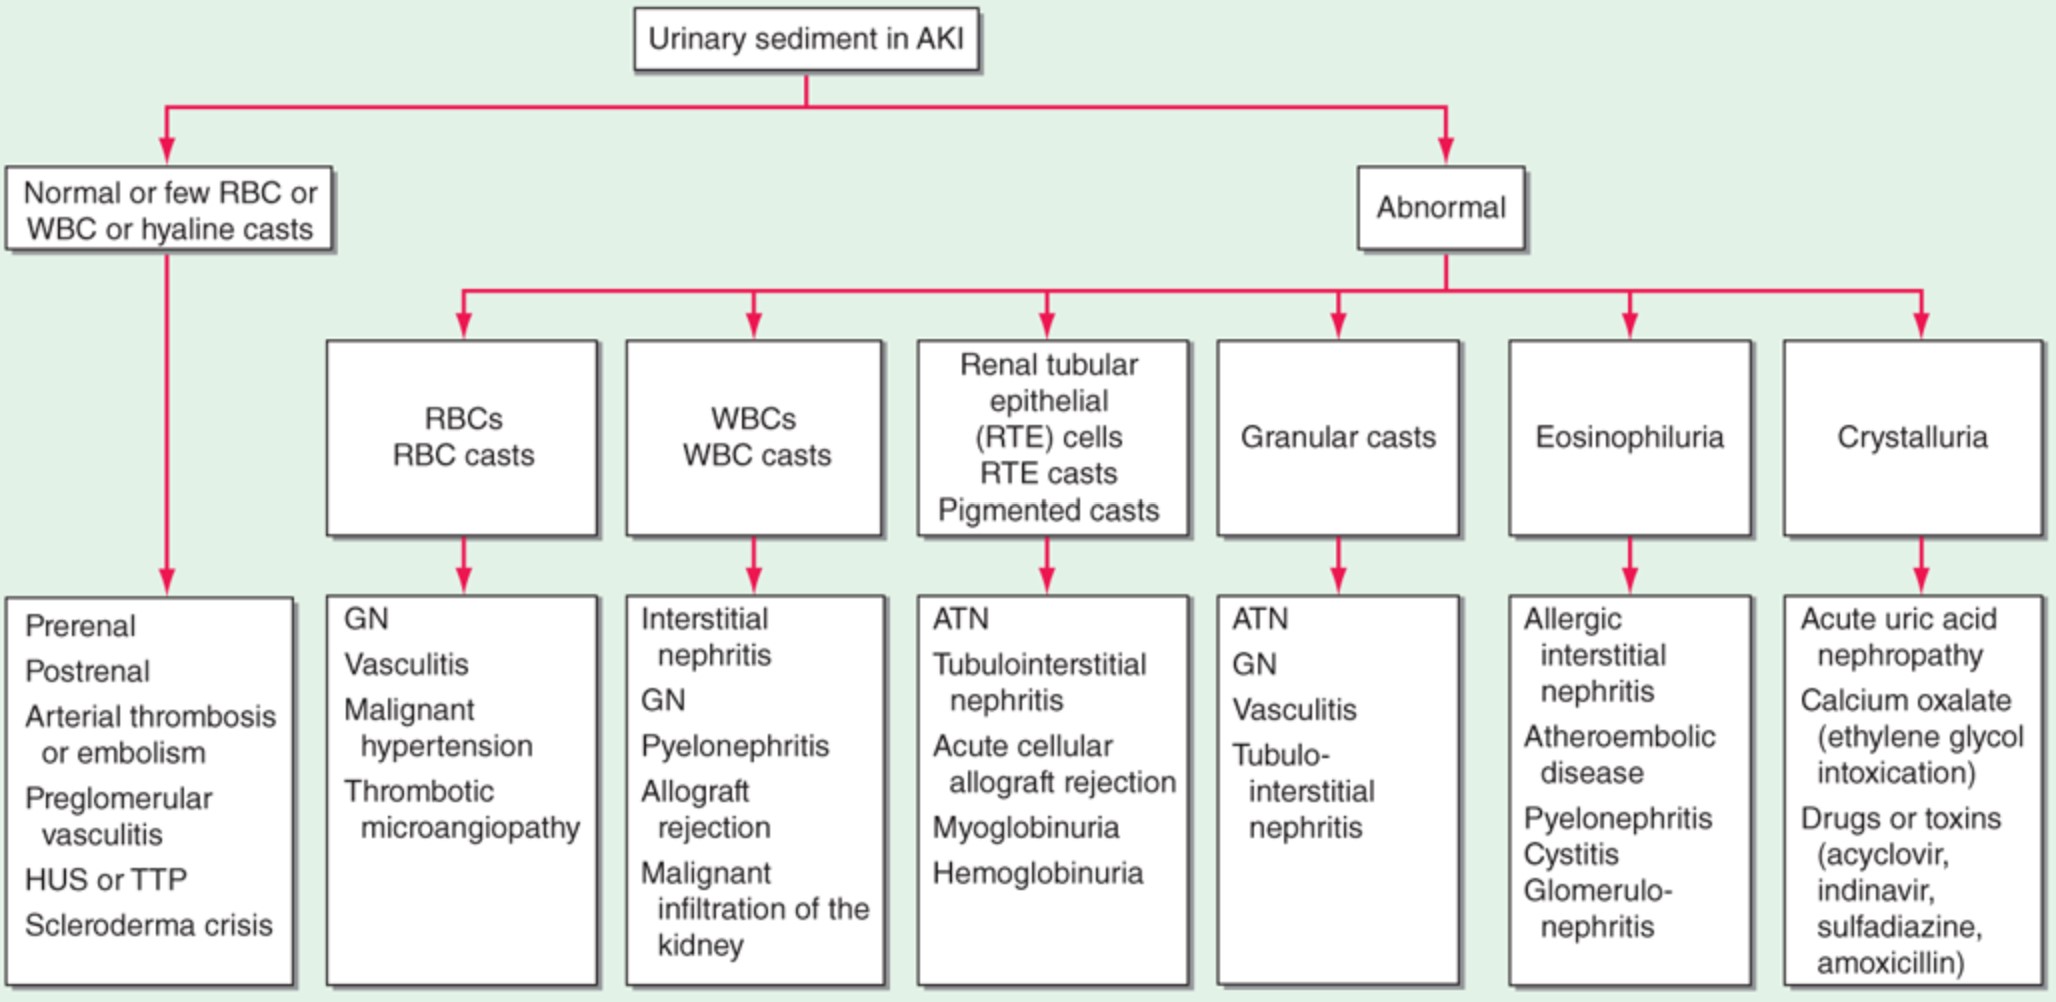 Urinary sediment in AKI
Normal or few RBC or
WBC or hyaline casts
Abnormal
RBCs
RBC casts
WBCs
WBC casts
Renal tubular
epithelial
(RTE) cells
RTE casts
Pigmented casts
Granular casts
Eosinophiluria
Crystalluria
Prerenal
Postrenal
Arterial thrombosis
or embolism
Preglomerular
vasculitis
HUS or TTP
Scleroderma crisis
GN
Vasculitis
Malignant
hypertension
Thrombotic
microangiopathy
Interstitial
nephritis
GN
Pyelonephritis
Allograft
rejection
Malignant
infiltration of the
kidney
ATN
Tubulointerstitial
nephritis
Acute cellular
allograft rejection
Myoglobinuria
Hemoglobinuria
ATN
GN
Vasculitis
Tubulo-
interstitial
nephritis
Allergic
interstitial
nephritis
Atheroembolic
disease
Pyelonephritis
Cystitis
Glomerulo-
nephritis
Acute uric acid
nephropathy
Calcium oxalate
(ethylene glycol
intoxication)
Drugs or toxins
(acyclovir,
indinavir,
sulfadiazine,
amoxicillin)